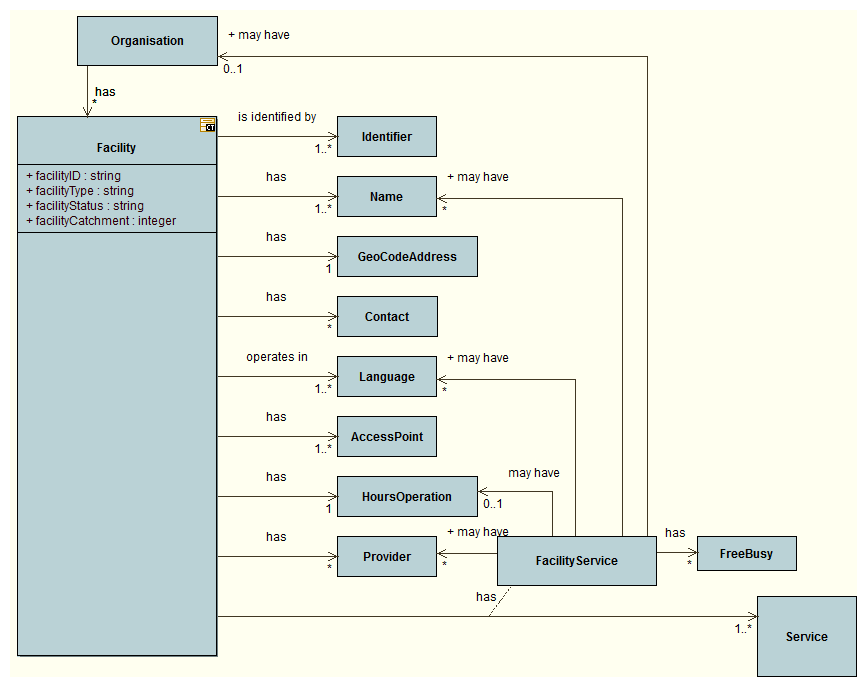 Organisation
+ may have
0..1
has
*
CT
Facility
+ facilityID : string
+ facilityType : string
+ facilityStatus : string
+ facilityCatchment : integer
is identified by
1..*
Identifier
has
1..*
Name
+ may have
*
has
1
GeoCodeAddress
has
*
Contact
operates in
1..*
Language
+ may have
*
has
1..*
AccessPoint
has
1
HoursOperation
may have
0..1
has
*
Provider
+ may have
*
FacilityService
has
*
FreeBusy
has
1..*
Service